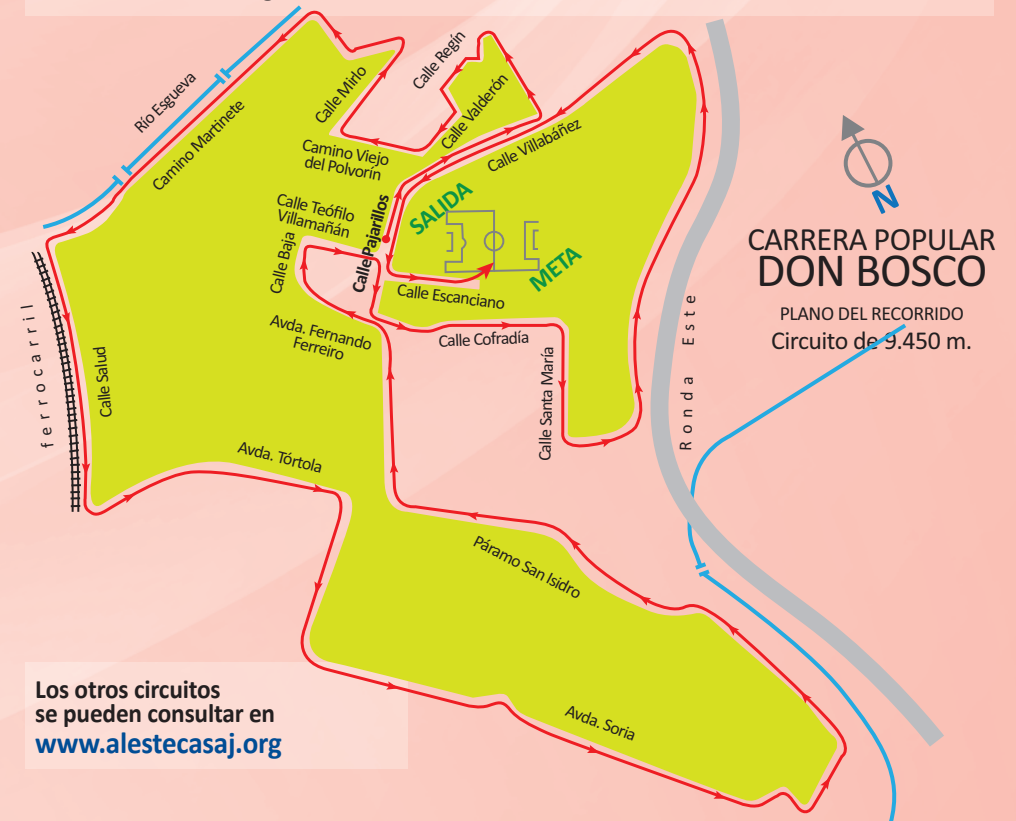 Calle Regín
Río Esgueva
Calle Mirlo
Calle Valderón
Camino Martinete
Camino Viejo
del Polvorín
Calle Villabáñez
N
Calle Teófilo
Villamañán
Calle Pajarillos
SALIDA
META
Calle Baja
Calle Escanciano
CARRERA POPULAR
DON BOSCO
PLANO DEL RECORRIDO
Circuito de 9.450 m.
Avda. Fernando
Ferreiro
Calle Cofradía
ferrocarril
Calle Salud
Calle Santa María
Ronda Este
Avda. Tórtola
Páramo San Isidro
Avda. Soria
Los otros circuitos
se pueden consultar en
www.alestecasaj.org